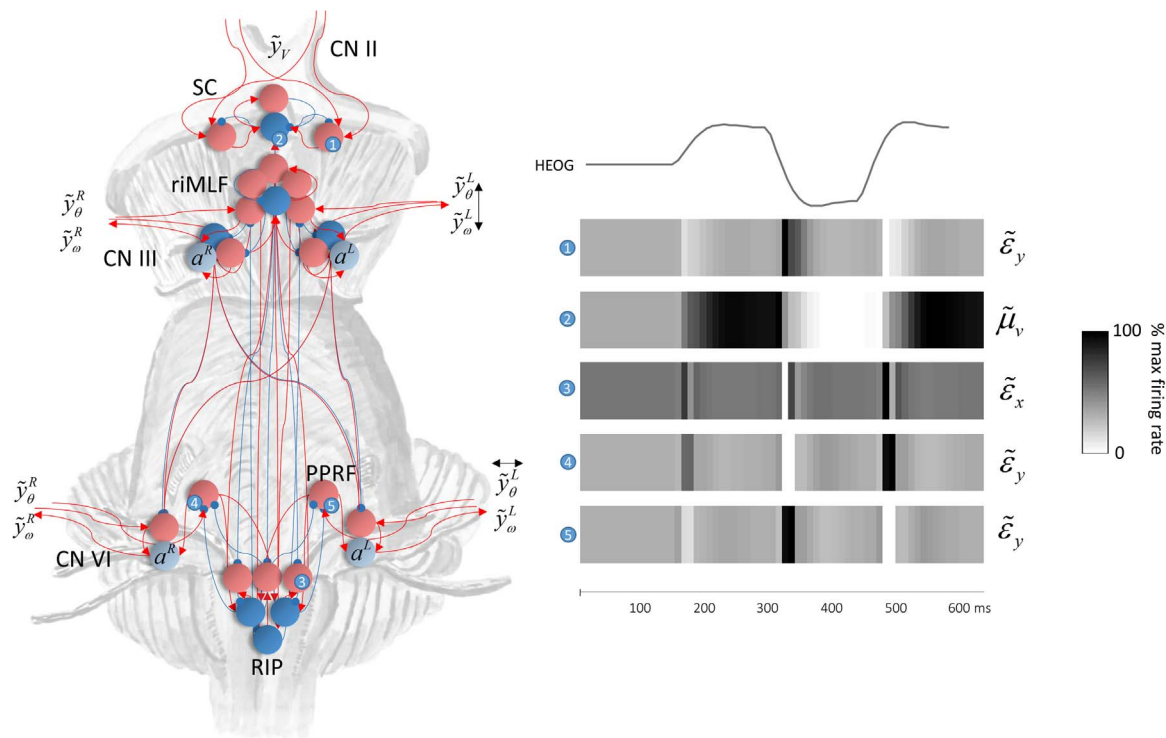 ỹ_V
CN II
SC
2
1
riMLF
ỹ_θ^R
ỹ_ω^R
ỹ_θ^L
ỹ_ω^L
CN III
a^R
a^L
PPRF
4
5
ỹ_θ^R
ỹ_ω^R
ỹ_θ^L
ỹ_ω^L
CN VI
a^R
a^L
3
RIP
HEOG
1
ε̃_y
2
μ̃_v
3
ε̃_x
4
ε̃_y
5
ε̃_y
100 200 300 400 500 600 ms
100
0
% max firing rate